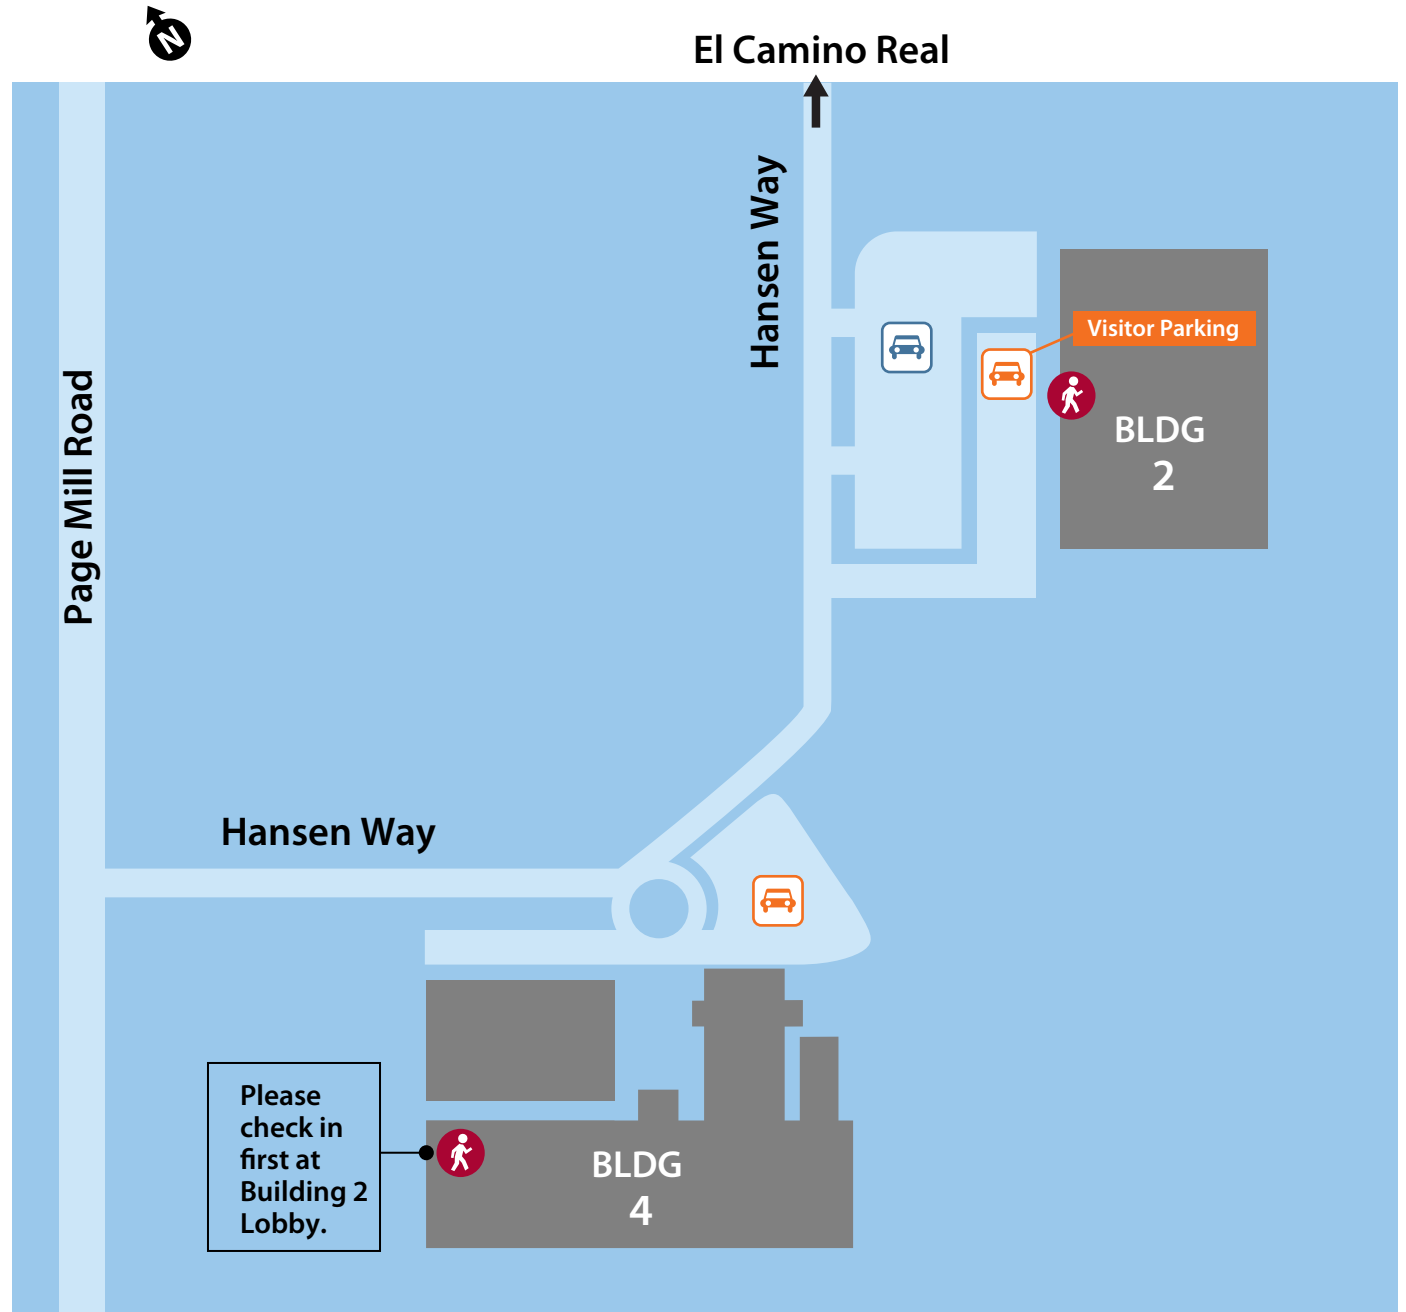 N
El Camino Real
Hansen Way
Visitor Parking
BLDG
2
Page Mill Road
Hansen Way
Please
check in
first at
Building 2
Lobby.
BLDG
4